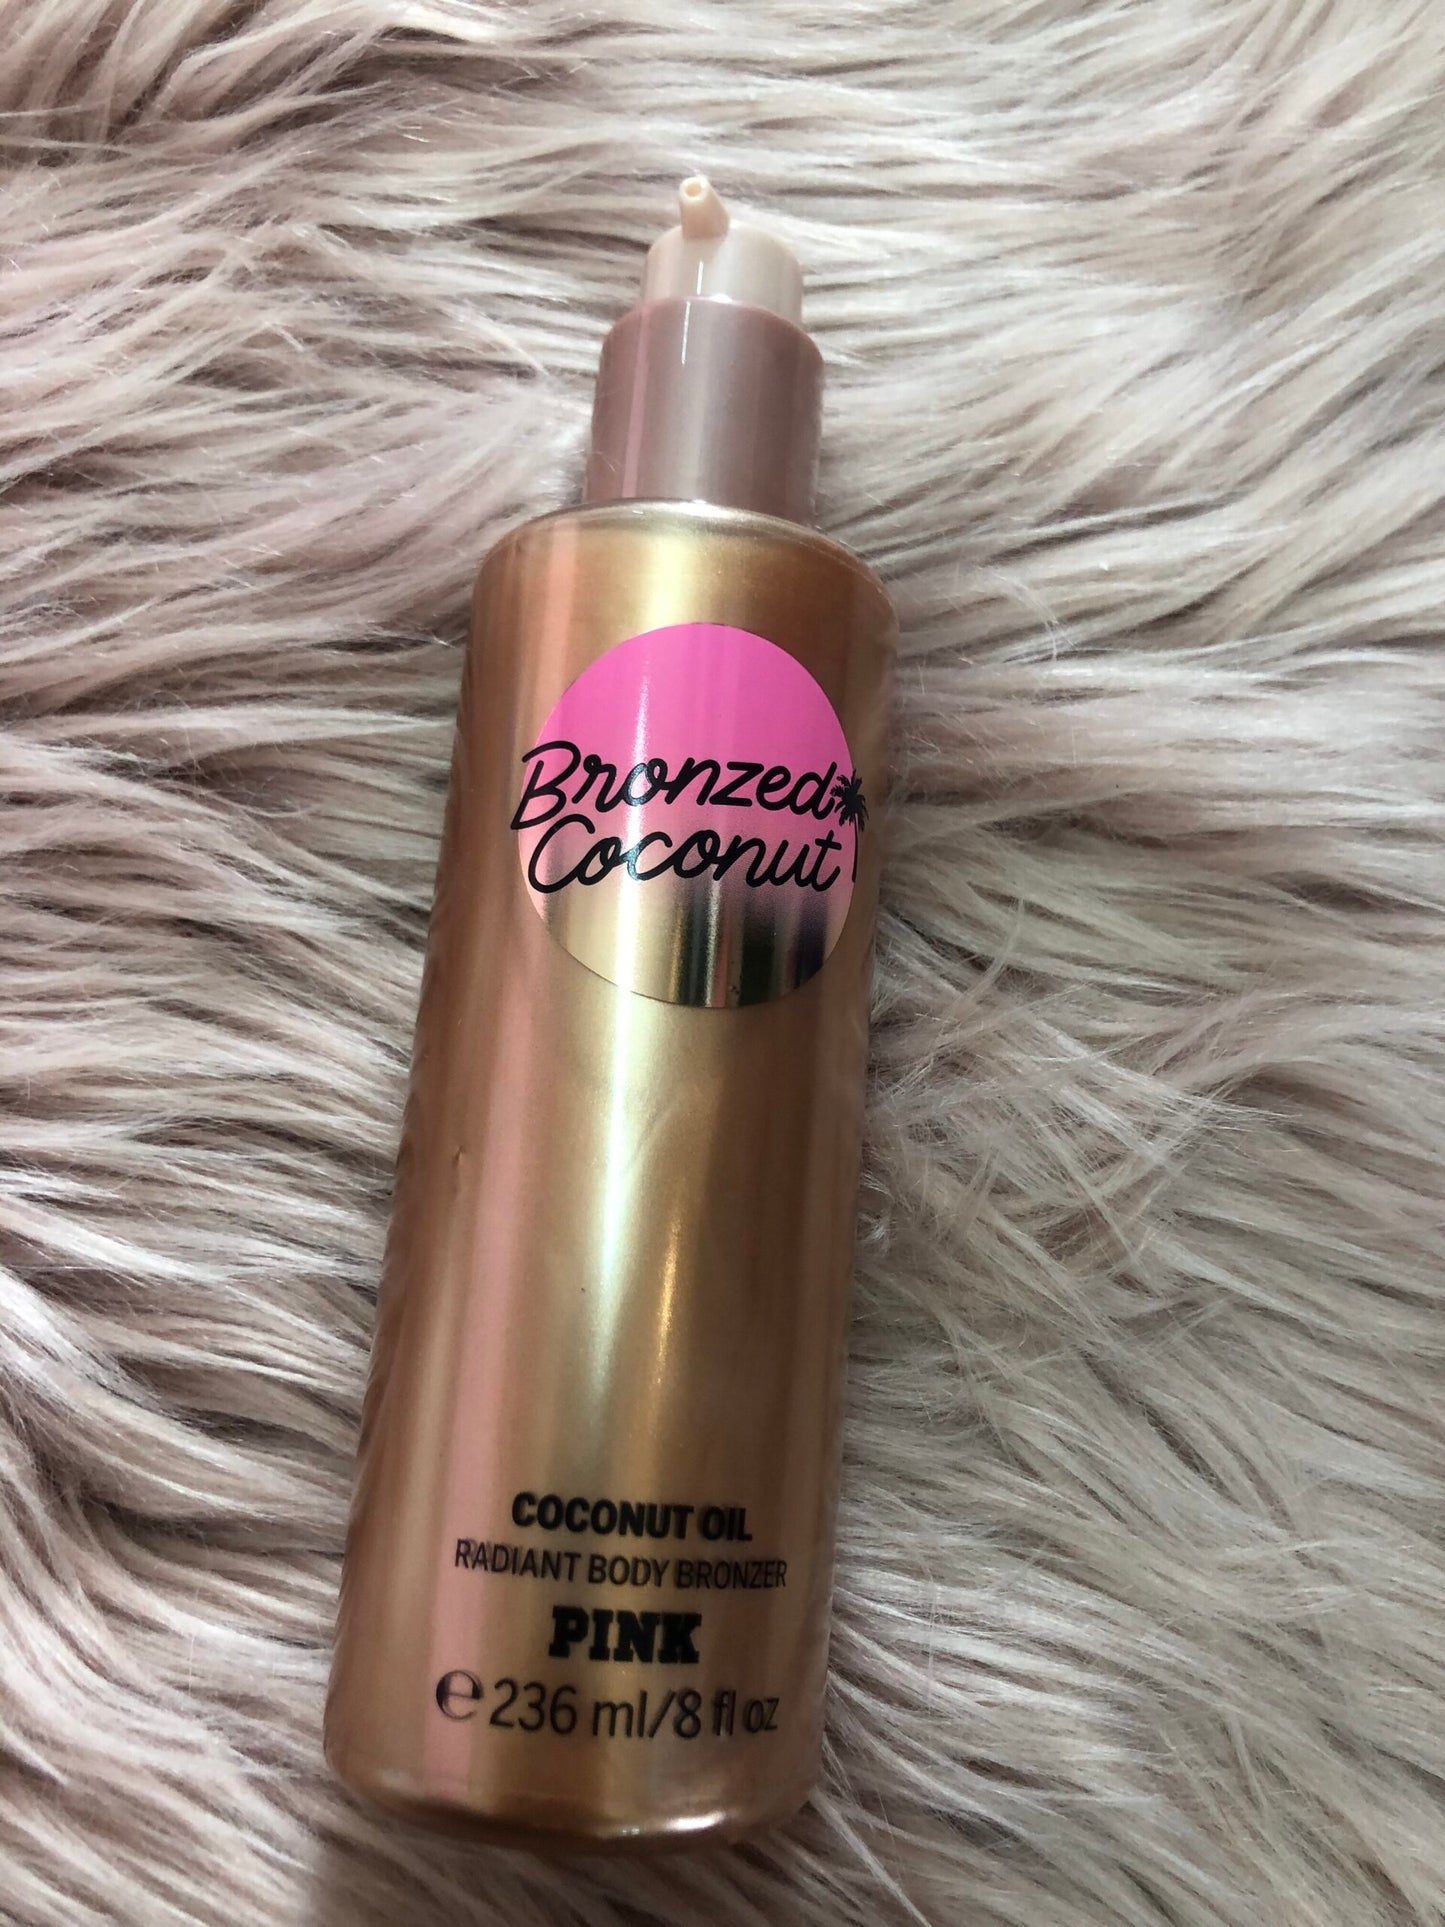 Bronzed
Coconut
COCONUT OIL
RADIANT BODY BRONZER
PINK
℮236 ml/8 fl oz